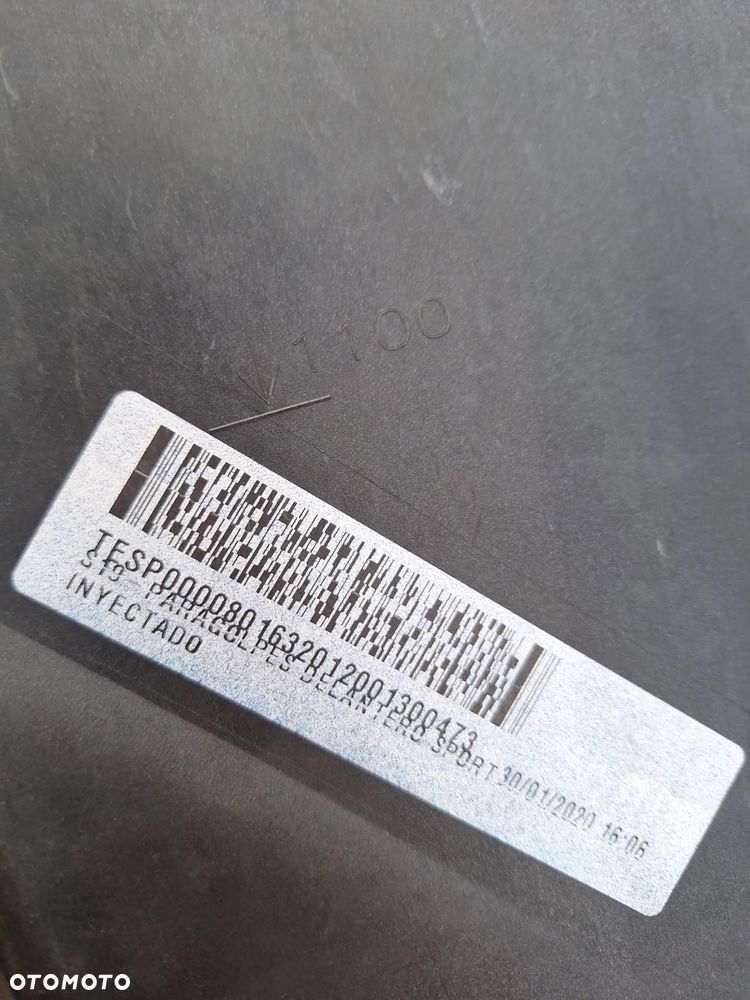 1100
TESP0000801632012001300473
S19- PARAGOLPES DELANTERO SPORT 30/01/2020 16:06
INYECTADO
OTOMOTO